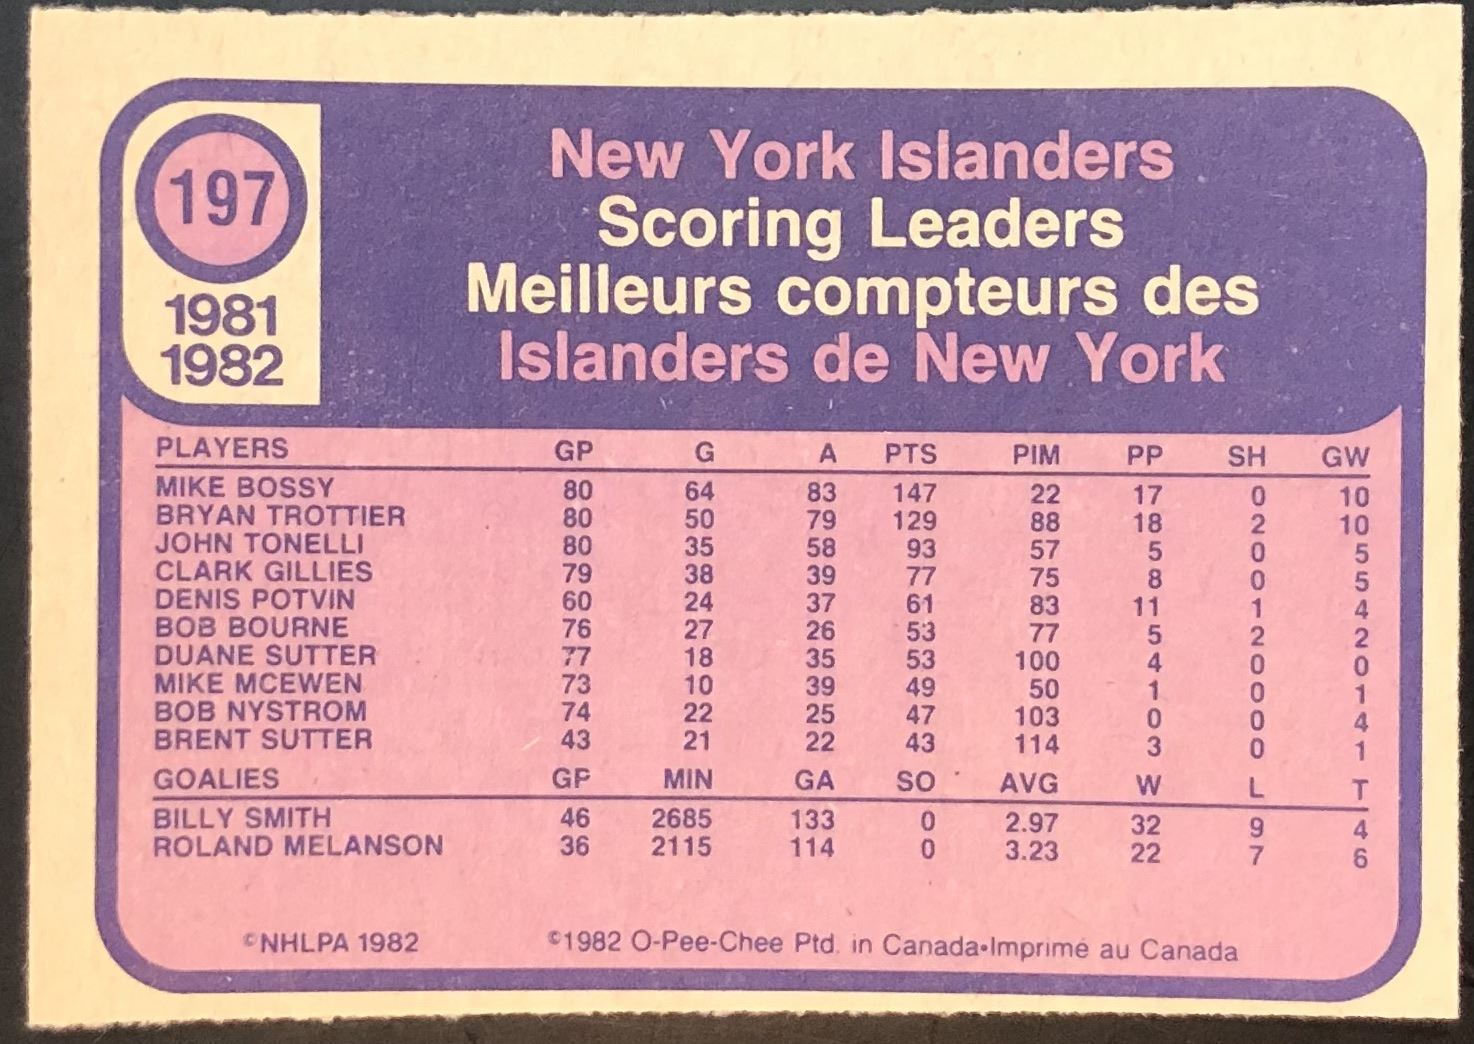 197
1981
1982
New York Islanders
Scoring Leaders
Meilleurs compteurs des
Islanders de New York
PLAYERS GP G A PTS PIM PP SH GW
MIKE BOSSY 80 64 83 147 22 17 0 10
BRYAN TROTTIER 80 50 79 129 88 18 2 10
JOHN TONELLI 80 35 58 93 57 5 0 5
CLARK GILLIES 79 38 39 77 75 8 0 5
DENIS POTVIN 60 24 37 61 83 11 1 4
BOB BOURNE 76 27 26 53 77 5 2 2
DUANE SUTTER 77 18 35 53 100 4 0 0
MIKE MCEWEN 73 10 39 49 50 1 0 1
BOB NYSTROM 74 22 25 47 103 0 0 4
BRENT SUTTER 43 21 22 43 114 3 0 1
GOALIES GP MIN GA SO AVG W L T
BILLY SMITH 46 2685 133 0 2.97 32 9 4
ROLAND MELANSON 36 2115 114 0 3.23 22 7 6
©NHLPA 1982 ©1982 O-Pee-Chee Ptd. in Canada•Imprimé au Canada